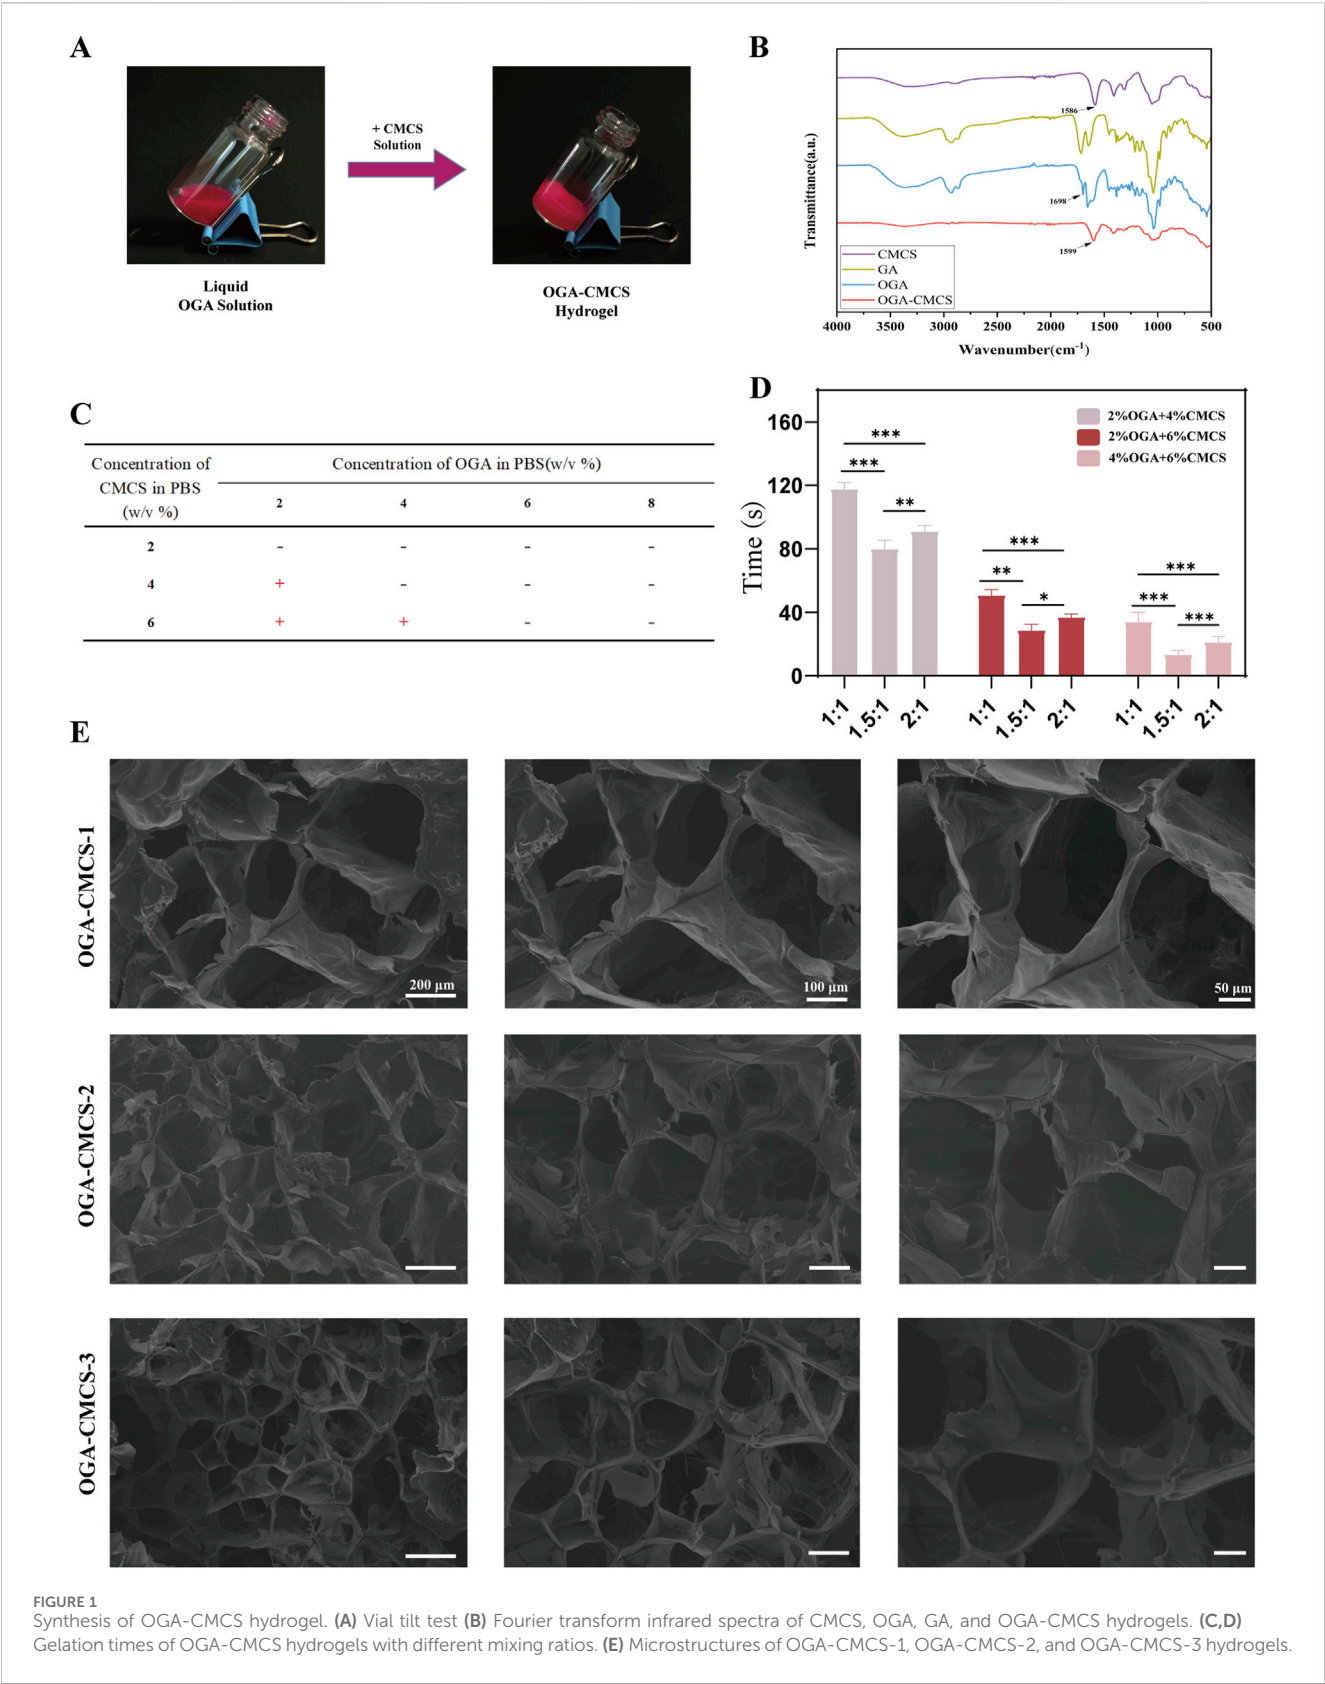 A
+ CMCS
Solution
Liquid
OGA Solution
OGA-CMCS
Hydrogel
B
Transmittance(a.u.)
1586
1698
1599
CMCS
GA
OGA
OGA-CMCS
4000 3500 3000 2500 2000 1500 1000 500
Wavenumber(cm⁻¹)
C
Concentration of CMCS in PBS (w/v %)
Concentration of OGA in PBS(w/v %)
2 4 6 8
2 - - - -
4 + - - -
6 + + - -
D
Time (s)
160
120
80
40
0
2%OGA+4%CMCS
2%OGA+6%CMCS
4%OGA+6%CMCS
*** *** **
*** ** *
*** *** ***
1:1 1.5:1 2:1 1:1 1.5:1 2:1 1:1 1.5:1 2:1
E
OGA-CMCS-1
200 μm
100 μm
50 μm
OGA-CMCS-2
OGA-CMCS-3
FIGURE 1
Synthesis of OGA-CMCS hydrogel. (A) Vial tilt test (B) Fourier transform infrared spectra of CMCS, OGA, GA, and OGA-CMCS hydrogels. (C,D)
Gelation times of OGA-CMCS hydrogels with different mixing ratios. (E) Microstructures of OGA-CMCS-1, OGA-CMCS-2, and OGA-CMCS-3 hydrogels.